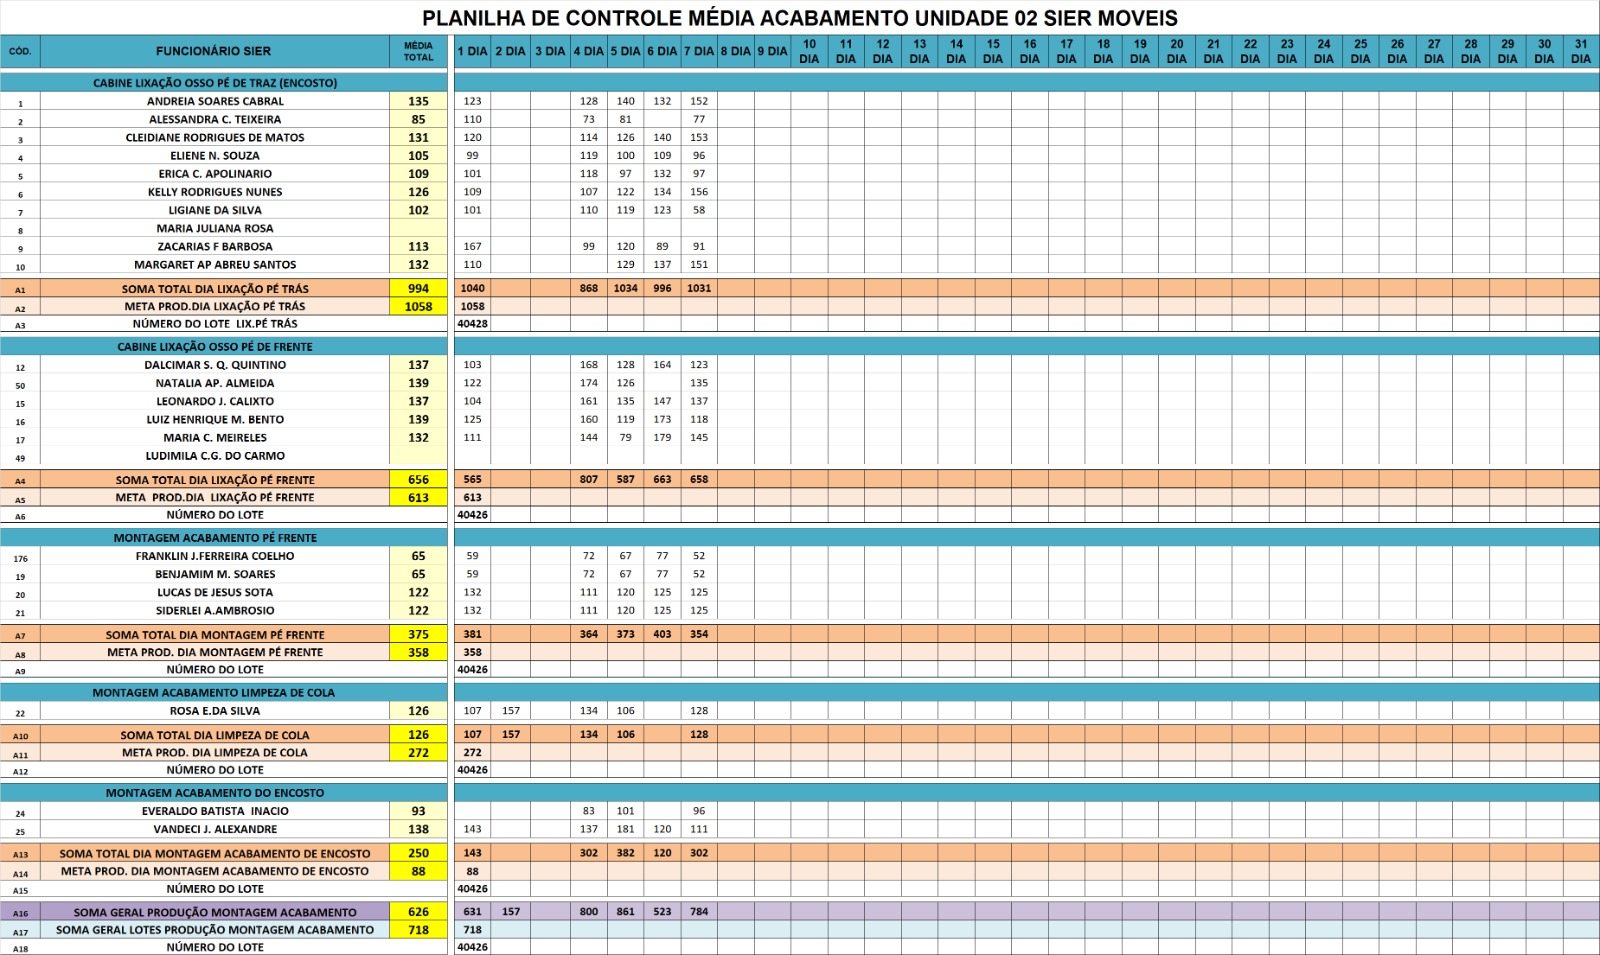 PLANILHA DE CONTROLE MÉDIA ACABAMENTO UNIDADE 02 SIER MOVEIS
CÓD. FUNCIONÁRIO SIER MÉDIA TOTAL 1 DIA 2 DIA 3 DIA 4 DIA 5 DIA 6 DIA 7 DIA 8 DIA 9 DIA 10 DIA 11 DIA 12 DIA 13 DIA 14 DIA 15 DIA 16 DIA 17 DIA 18 DIA 19 DIA 20 DIA 21 DIA 22 DIA 23 DIA 24 DIA 25 DIA 26 DIA 27 DIA 28 DIA 29 DIA 30 DIA 31 DIA
CABINE LIXAÇÃO OSSO PÉ DE TRAZ (ENCOSTO)
1 ANDREIA SOARES CABRAL 135 123 128 140 132 152
2 ALESSANDRA C. TEIXEIRA 85 110 73 81 77
3 CLEIDIANE RODRIGUES DE MATOS 131 120 114 126 140 153
4 ELIENE N. SOUZA 105 99 119 100 109 96
5 ERICA C. APOLINARIO 109 101 118 97 132 97
6 KELLY RODRIGUES NUNES 126 109 107 122 134 156
7 LIGIANE DA SILVA 102 101 110 119 123 58
8 MARIA JULIANA ROSA
9 ZACARIAS F BARBOSA 113 167 99 120 89 91
10 MARGARET AP ABREU SANTOS 132 110 129 137 151
A1 SOMA TOTAL DIA LIXAÇÃO PÉ TRÁS 994 1040 868 1034 996 1031
A2 META PROD.DIA LIXAÇÃO PÉ TRÁS 1058 1058
A3 NÚMERO DO LOTE LIX.PÉ TRÁS 40428
CABINE LIXAÇÃO OSSO PÉ DE FRENTE
12 DALCIMAR S. Q. QUINTINO 137 103 168 128 164 123
50 NATALIA AP. ALMEIDA 139 122 174 126 135
15 LEONARDO J. CALIXTO 137 104 161 135 147 137
16 LUIZ HENRIQUE M. BENTO 139 125 160 119 173 118
17 MARIA C. MEIRELES 132 111 144 79 179 145
49 LUDIMILA C.G. DO CARMO
A4 SOMA TOTAL DIA LIXAÇÃO PÉ FRENTE 656 565 807 587 663 658
A5 META PROD.DIA LIXAÇÃO PÉ FRENTE 613 613
A6 NÚMERO DO LOTE 40426
MONTAGEM ACABAMENTO PÉ FRENTE
176 FRANKLIN J.FERREIRA COELHO 65 59 72 67 77 52
19 BENJAMIM M. SOARES 65 59 72 67 77 52
20 LUCAS DE JESUS SOTA 122 132 111 120 125 125
21 SIDERLEI A.AMBROSIO 122 132 111 120 125 125
A7 SOMA TOTAL DIA MONTAGEM PÉ FRENTE 375 381 364 373 403 354
A8 META PROD. DIA MONTAGEM PÉ FRENTE 358 358
A9 NÚMERO DO LOTE 40426
MONTAGEM ACABAMENTO LIMPEZA DE COLA
22 ROSA E.DA SILVA 126 107 157 134 106 128
A10 SOMA TOTAL DIA LIMPEZA DE COLA 126 107 157 134 106 128
A11 META PROD. DIA LIMPEZA DE COLA 272 272
A12 NÚMERO DO LOTE 40426
MONTAGEM ACABAMENTO DO ENCOSTO
24 EVERALDO BATISTA INACIO 93 83 101 96
25 VANDECI J. ALEXANDRE 138 143 137 181 120 111
A13 SOMA TOTAL DIA MONTAGEM ACABAMENTO DE ENCOSTO 250 143 302 382 120 302
A14 META PROD. DIA MONTAGEM ACABAMENTO DE ENCOSTO 88 88
A15 NÚMERO DO LOTE 40426
A16 SOMA GERAL PRODUÇÃO MONTAGEM ACABAMENTO 626 631 157 800 861 523 784
A17 SOMA GERAL LOTES PRODUÇÃO MONTAGEM ACABAMENTO 718 718
A18 NÚMERO DO LOTE 40426